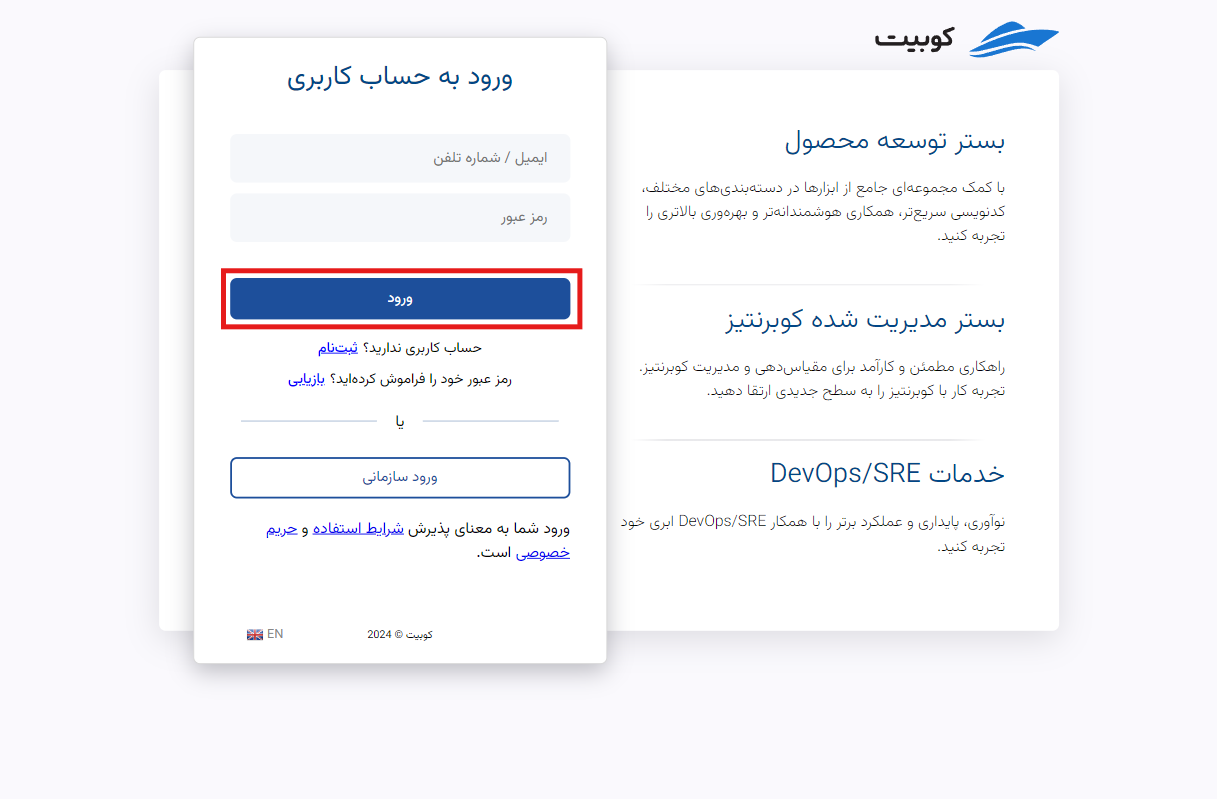 کوبیت
بستر توسعه محصول
با کمک مجموعه‌ای جامع از ابزارها در دسته‌بندی‌های مختلف،
کدنویسی سریع‌تر، همکاری هوشمندانه‌تر و بهره‌وری بالاتری را
تجربه کنید.
بستر مدیریت شده کوبرنتیز
راهکاری مطمئن و کارآمد برای مقیاس‌دهی و مدیریت کوبرنتیز.
تجربه کار با کوبرنتیز را به سطح جدیدی ارتقا دهید.
خدمات DevOps/SRE
نوآوری، پایداری و عملکرد برتر را با همکار DevOps/SRE ابری خود
تجربه کنید.
ورود به حساب کاربری
ایمیل / شماره تلفن
رمز عبور
ورود
حساب کاربری ندارید؟ ثبت‌نام
رمز عبور خود را فراموش کرده‌اید؟ بازیابی
یا
ورود سازمانی
ورود شما به معنای پذیرش شرایط استفاده و حریم
خصوصی است.
کوبیت © 2024
EN